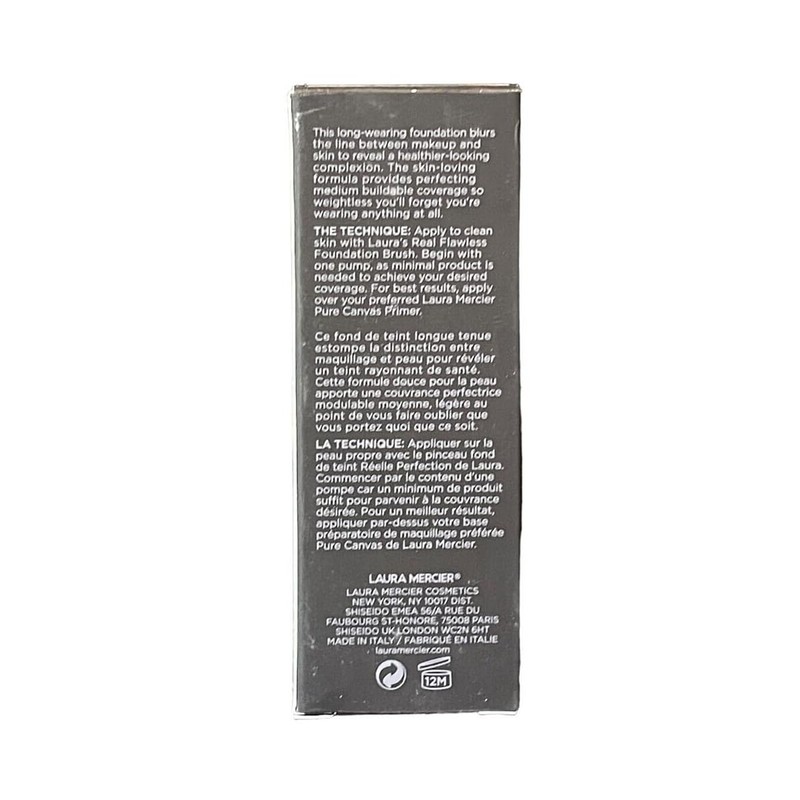 This long-wearing foundation blurs
the line between makeup and
skin to reveal a healthier-looking
complexion. The skin-loving
formula provides perfecting
medium buildable coverage so
weightless you'll forget you're
wearing anything at all.
THE TECHNIQUE: Apply to clean
skin with Laura's Real Flawless
Foundation Brush. Begin with
one pump, as minimal product is
needed to achieve your desired
coverage. For best results, apply
over your preferred Laura Mercier
Pure Canvas Primer.
Ce fond de teint longue tenue
estompe la distinction entre
maquillage et peau pour révéler
un teint rayonnant de santé.
Cette formule douce pour la peau
apporte une couvrance perfectrice
modulable moyenne, légère au
point de vous faire oublier que
vous portez quoi que ce soit.
LA TECHNIQUE: Appliquer sur la
peau propre avec le pinceau fond
de teint Réelle Perfection de Laura.
Commencer par le contenu d'une
pompe car un minimum de produit
suffit pour parvenir à la couvrance
désirée. Pour un meilleur résultat,
appliquer par-dessus votre base
préparatoire de maquillage préférée
Pure Canvas de Laura Mercier.
LAURA MERCIER®
LAURA MERCIER COSMETICS
NEW YORK, NY 10017 DIST.
SHISEIDO EMEA 56/A RUE DU
FAUBOURG ST-HONORE, 75008 PARIS
SHISEIDO UK LONDON WC2N 6HT
MADE IN ITALY / FABRIQUÉ EN ITALIE
lauramercier.com
12M